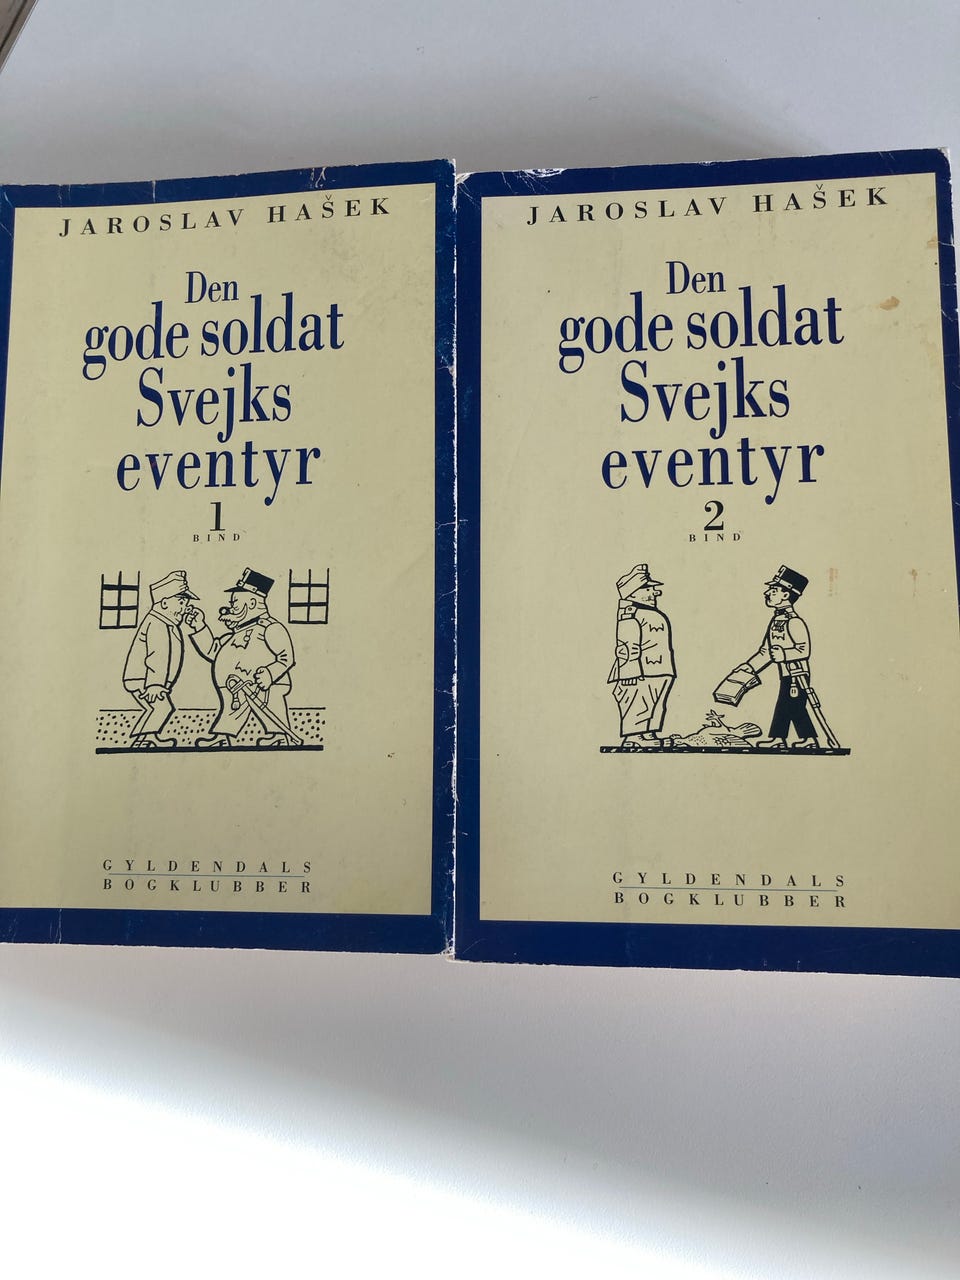 JAROSLAV HAŠEK
Den
gode soldat
Svejks
eventyr
1
BIND
GYLDENDALS
BOGKLUBBER
JAROSLAV HAŠEK
Den
gode soldat
Svejks
eventyr
2
BIND
GYLDENDALS
BOGKLUBBER